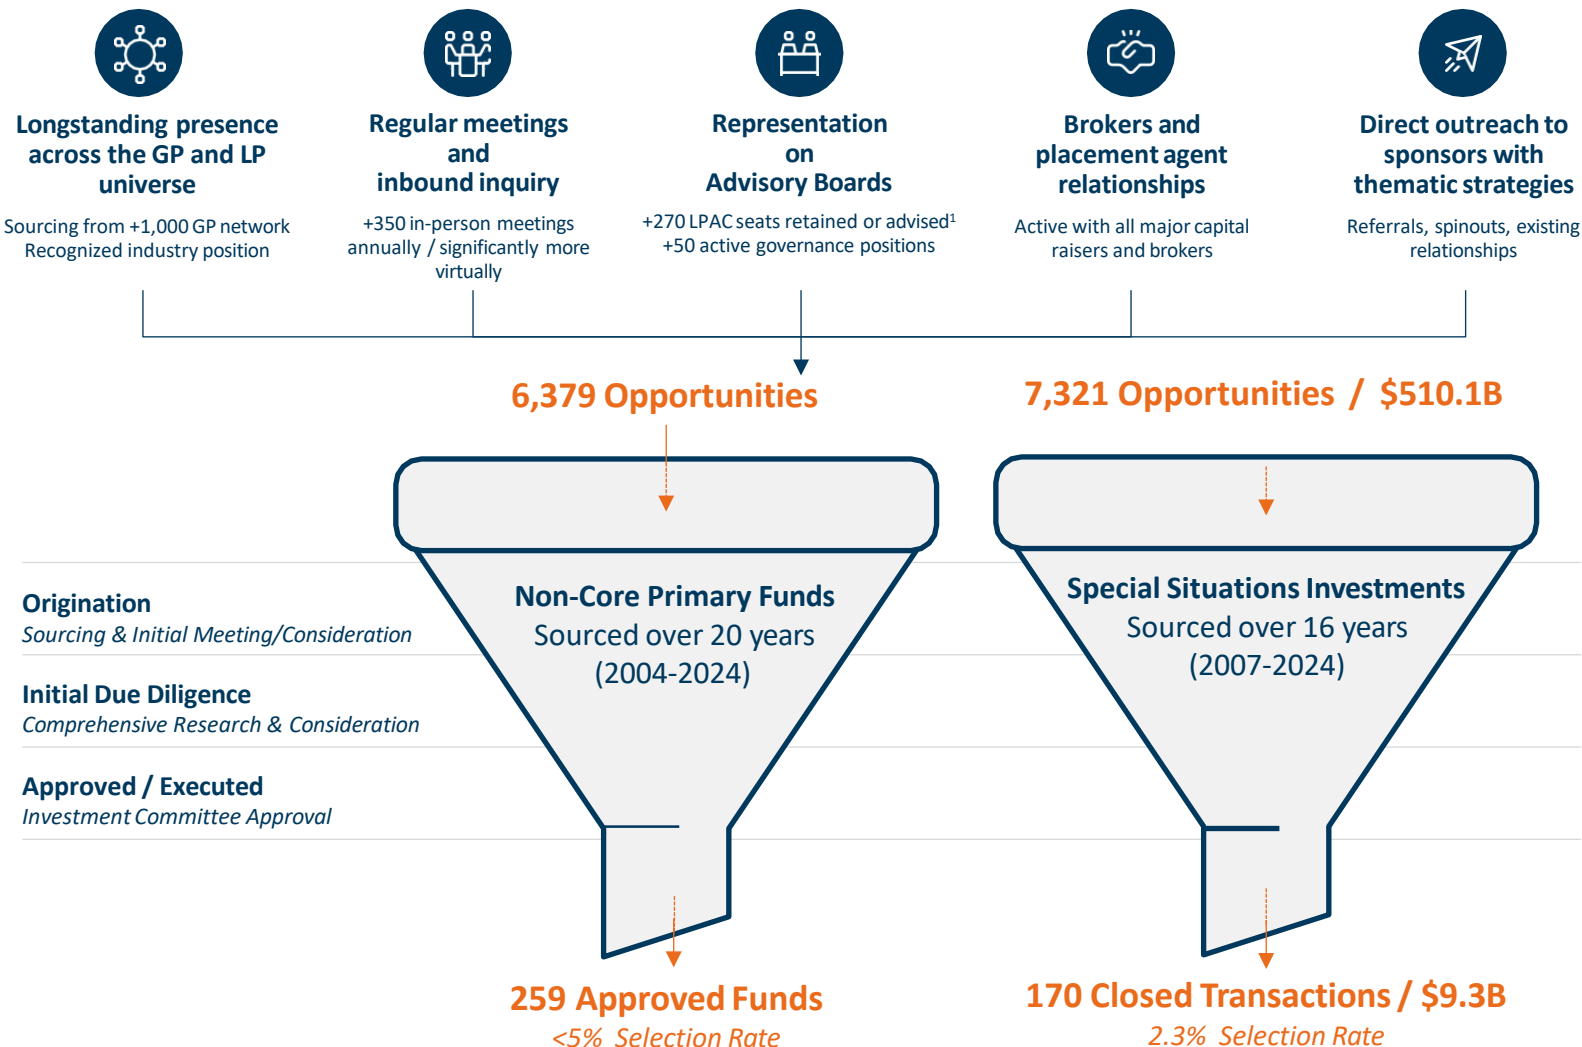 Longstanding presence
across the GP and LP
universe
Sourcing from +1,000 GP network
Recognized industry position
Regular meetings
and
inbound inquiry
+350 in-person meetings
annually / significantly more
virtually
Representation
on
Advisory Boards
+270 LPAC seats retained or advised¹
+50 active governance positions
Brokers and
placement agent
relationships
Active with all major capital
raisers and brokers
Direct outreach to
sponsors with
thematic strategies
Referrals, spinouts, existing
relationships
6,379 Opportunities
7,321 Opportunities / $510.1B
Origination
Sourcing & Initial Meeting/Consideration
Initial Due Diligence
Comprehensive Research & Consideration
Approved / Executed
Investment Committee Approval
Non-Core Primary Funds
Sourced over 20 years
(2004-2024)
Special Situations Investments
Sourced over 16 years
(2007-2024)
259 Approved Funds
<5% Selection Rate
170 Closed Transactions / $9.3B
2.3% Selection Rate